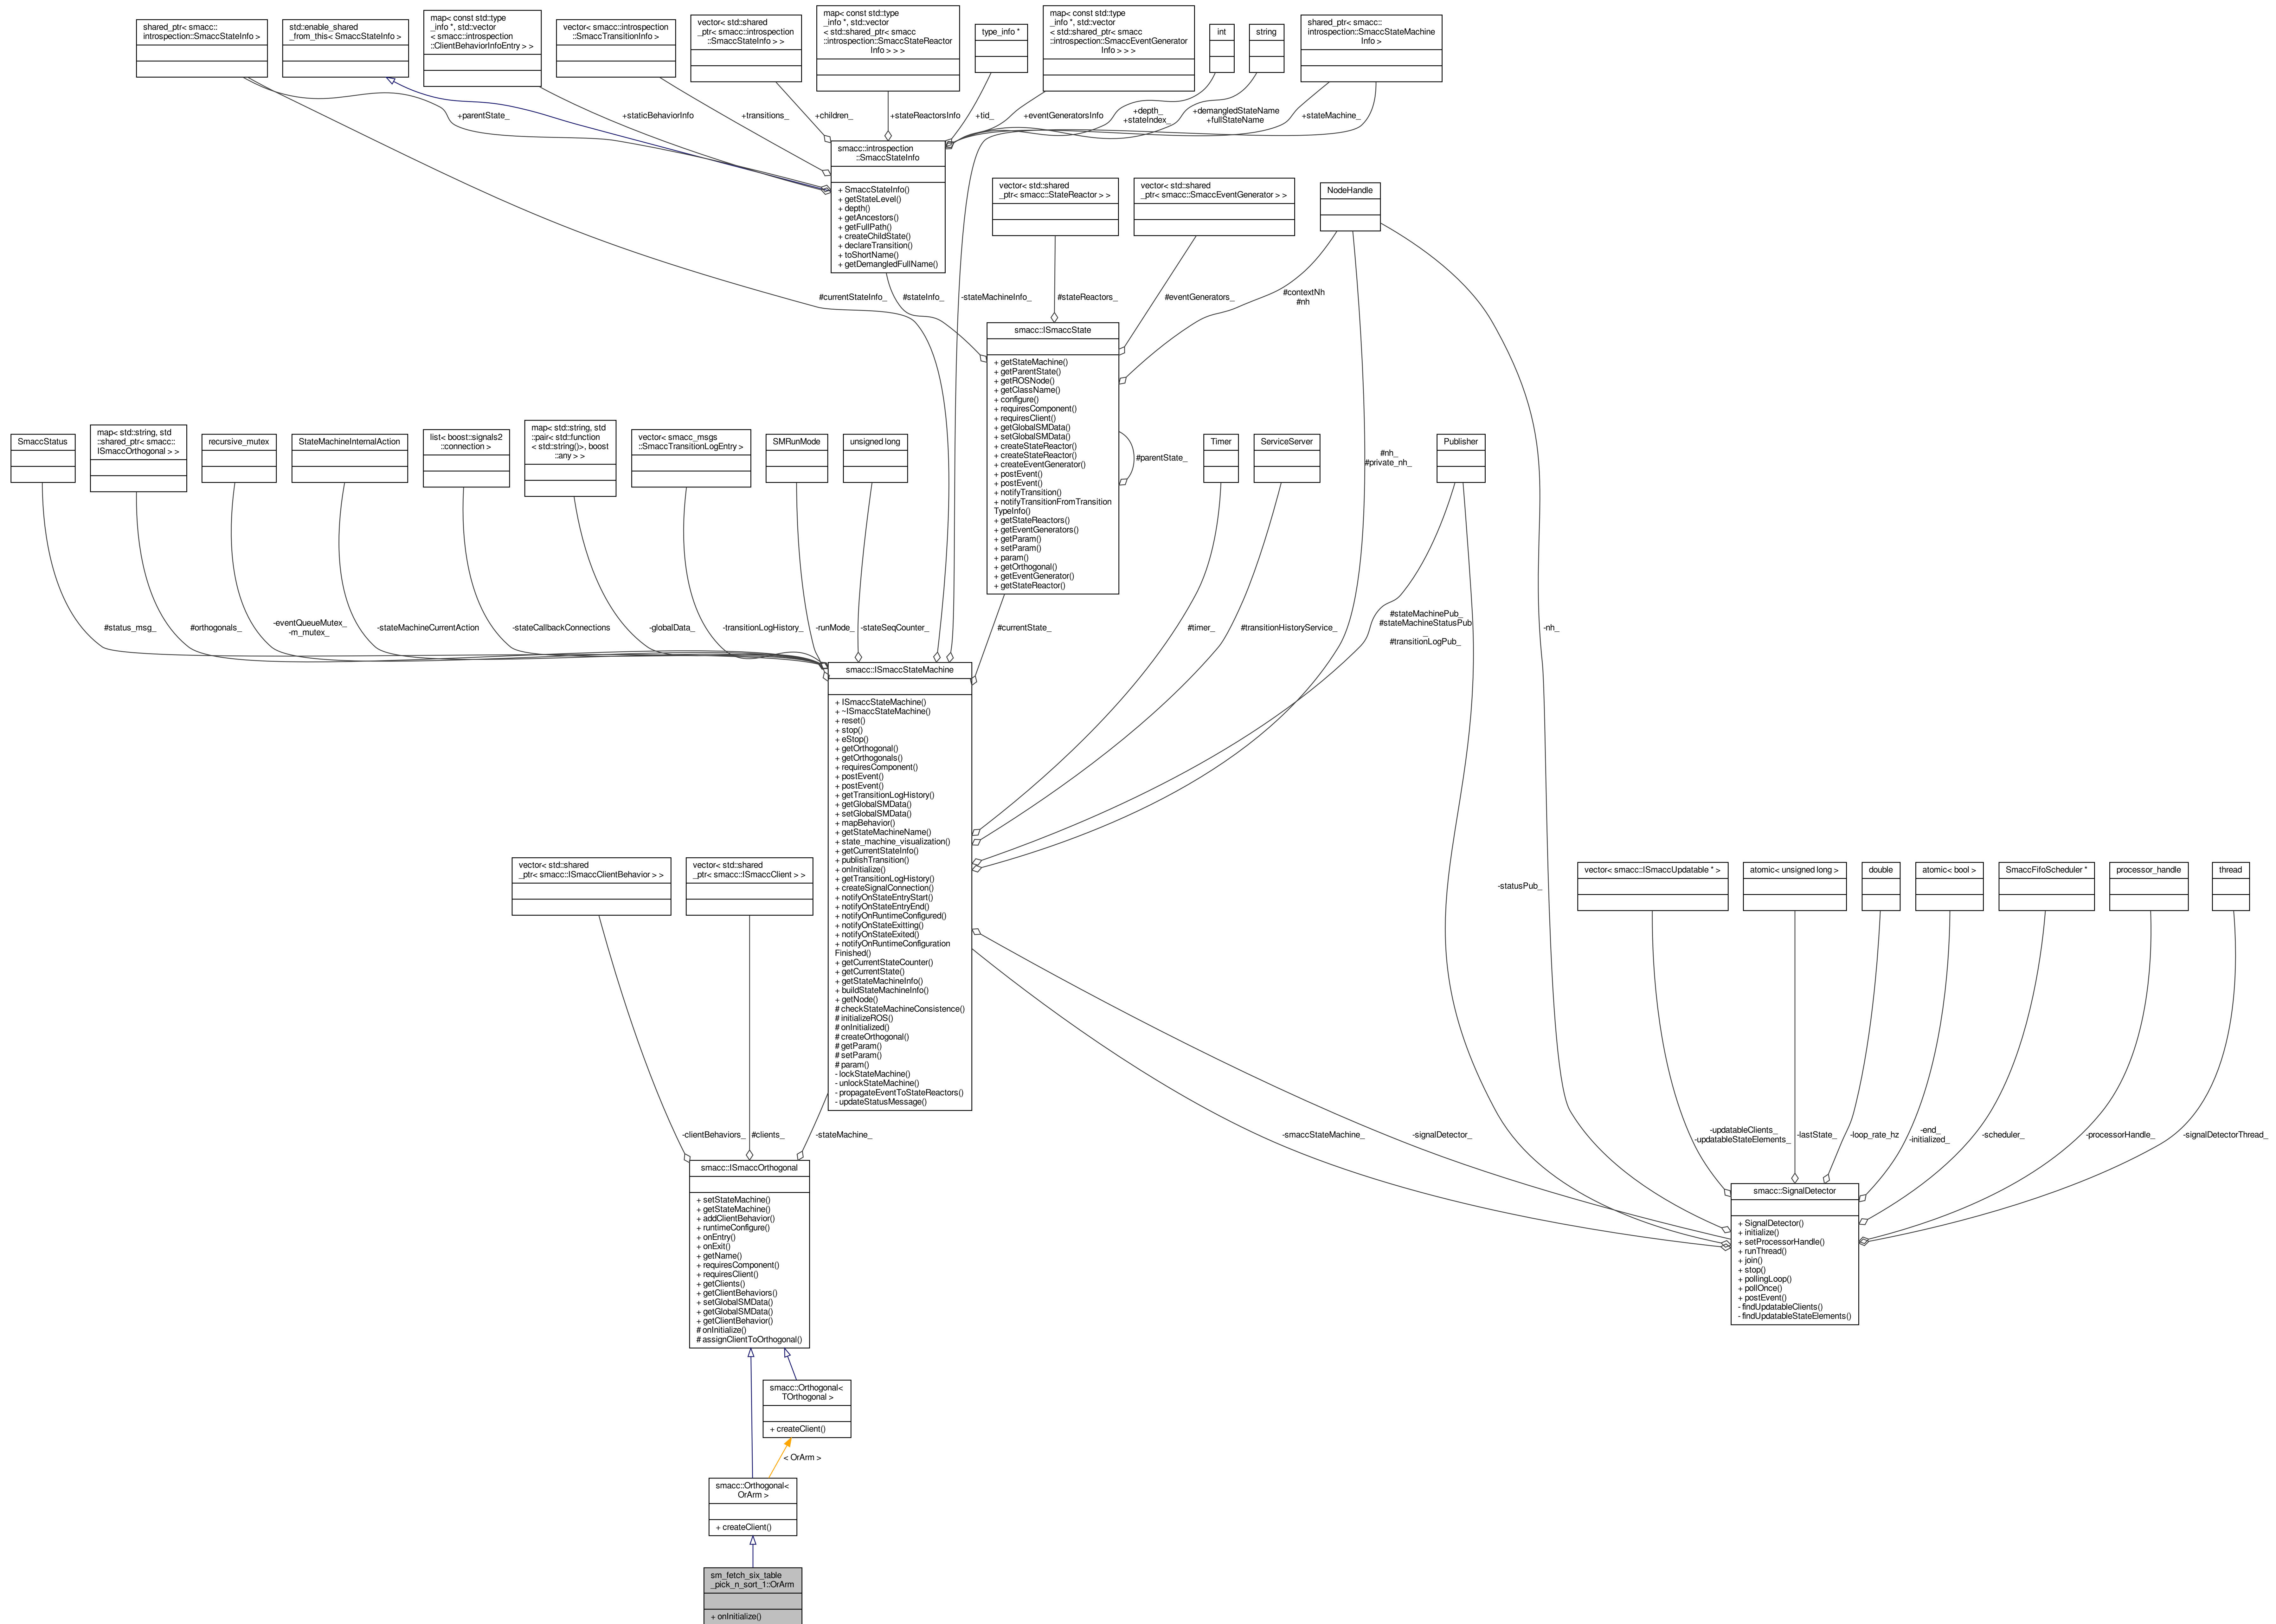 shared_ptr< smacc::
introspection::SmaccStateInfo >
std::enable_shared
_from_this< SmaccStateInfo >
map< const std::type
_info *, std::vector
< smacc::introspection
::ClientBehaviorInfoEntry > >
vector< smacc::introspection
::SmaccTransitionInfo >
vector< std::shared
_ptr< smacc::introspection
::SmaccStateInfo > >
map< const std::type
_info *, std::vector
< std::shared_ptr< smacc
::introspection::SmaccStateReactor
Info > > >
type_info *
map< const std::type
_info *, std::vector
< std::shared_ptr< smacc
::introspection::SmaccEventGenerator
Info > > >
int
string
shared_ptr< smacc::
introspection::SmaccStateMachine
Info >
+parentState_
+staticBehaviorInfo
+transitions_
+children_
+stateReactorsInfo
+tid_
+eventGeneratorsInfo
+depth_
+stateIndex_
+demangledStateName
+fullStateName
+stateMachine_
smacc::introspection
::SmaccStateInfo
+ SmaccStateInfo()
+ getStateLevel()
+ depth()
+ getAncestors()
+ getFullPath()
+ createChildState()
+ declareTransition()
+ toShortName()
+ getDemangledFullName()
vector< std::shared
_ptr< smacc::StateReactor > >
vector< std::shared
_ptr< smacc::SmaccEventGenerator > >
NodeHandle
#currentStateInfo_
#stateInfo_
-stateMachineInfo_
#stateReactors_
#eventGenerators_
#contextNh
#nh
smacc::ISmaccState
+ getStateMachine()
+ getParentState()
+ getROSNode()
+ getClassName()
+ configure()
+ requiresComponent()
+ requiresClient()
+ getGlobalSMData()
+ setGlobalSMData()
+ createStateReactor()
+ createStateReactor()
+ createEventGenerator()
+ postEvent()
+ postEvent()
+ notifyTransition()
+ notifyTransitionFromTransition
TypeInfo()
+ getStateReactors()
+ getEventGenerators()
+ getParam()
+ setParam()
+ param()
+ getOrthogonal()
+ getEventGenerator()
+ getStateReactor()
#parentState_
SmaccStatus
map< std::string, std
::shared_ptr< smacc::
ISmaccOrthogonal > >
recursive_mutex
StateMachineInternalAction
list< boost::signals2
::connection >
map< std::string, std
::pair< std::function
< std::string()>, boost
::any > >
vector< smacc_msgs
::SmaccTransitionLogEntry >
SMRunMode
unsigned long
Timer
ServiceServer
#nh_
#private_nh_
Publisher
#status_msg_
#orthogonals_
-eventQueueMutex_
-m_mutex_
-stateMachineCurrentAction
-stateCallbackConnections
-globalData_
-transitionLogHistory_
-runMode_
-stateSeqCounter_
#currentState_
#timer_
#transitionHistoryService_
#stateMachinePub_
#stateMachineStatusPub
_
#transitionLogPub_
-nh_
smacc::ISmaccStateMachine
+ ISmaccStateMachine()
+ ~ISmaccStateMachine()
+ reset()
+ stop()
+ eStop()
+ getOrthogonal()
+ getOrthogonals()
+ requiresComponent()
+ postEvent()
+ postEvent()
+ getTransitionLogHistory()
+ getGlobalSMData()
+ setGlobalSMData()
+ mapBehavior()
+ getStateMachineName()
+ state_machine_visualization()
+ getCurrentStateInfo()
+ publishTransition()
+ onInitialize()
+ getTransitionLogHistory()
+ createSignalConnection()
+ notifyOnStateEntryStart()
+ notifyOnStateEntryEnd()
+ notifyOnRuntimeConfigured()
+ notifyOnStateExitting()
+ notifyOnStateExited()
+ notifyOnRuntimeConfiguration
Finished()
+ getCurrentStateCounter()
+ getCurrentState()
+ getStateMachineInfo()
+ buildStateMachineInfo()
+ getNode()
# checkStateMachineConsistence()
# initializeROS()
# onInitialized()
# createOrthogonal()
# getParam()
# setParam()
# param()
- lockStateMachine()
- unlockStateMachine()
- propagateEventToStateReactors()
- updateStatusMessage()
vector< std::shared
_ptr< smacc::ISmaccClientBehavior > >
vector< std::shared
_ptr< smacc::ISmaccClient > >
-statusPub_
vector< smacc::ISmaccUpdatable * >
atomic< unsigned long >
double
atomic< bool >
SmaccFifoScheduler *
processor_handle
thread
-clientBehaviors_
#clients_
-stateMachine_
-smaccStateMachine_
-signalDetector_
-updatableClients_
-updatableStateElements_
-lastState_
-loop_rate_hz
-end_
-initialized_
-scheduler_
-processorHandle_
-signalDetectorThread_
smacc::ISmaccOrthogonal
+ setStateMachine()
+ getStateMachine()
+ addClientBehavior()
+ runtimeConfigure()
+ onEntry()
+ onExit()
+ getName()
+ requiresComponent()
+ requiresClient()
+ getClients()
+ getClientBehaviors()
+ setGlobalSMData()
+ getGlobalSMData()
+ getClientBehavior()
# onInitialize()
# assignClientToOrthogonal()
smacc::SignalDetector
+ SignalDetector()
+ initialize()
+ setProcessorHandle()
+ runThread()
+ join()
+ stop()
+ pollingLoop()
+ pollOnce()
+ postEvent()
- findUpdatableClients()
- findUpdatableStateElements()
smacc::Orthogonal<
TOrthogonal >
+ createClient()
< OrArm >
smacc::Orthogonal<
OrArm >
+ createClient()
sm_fetch_six_table
_pick_n_sort_1::OrArm
+ onInitialize()